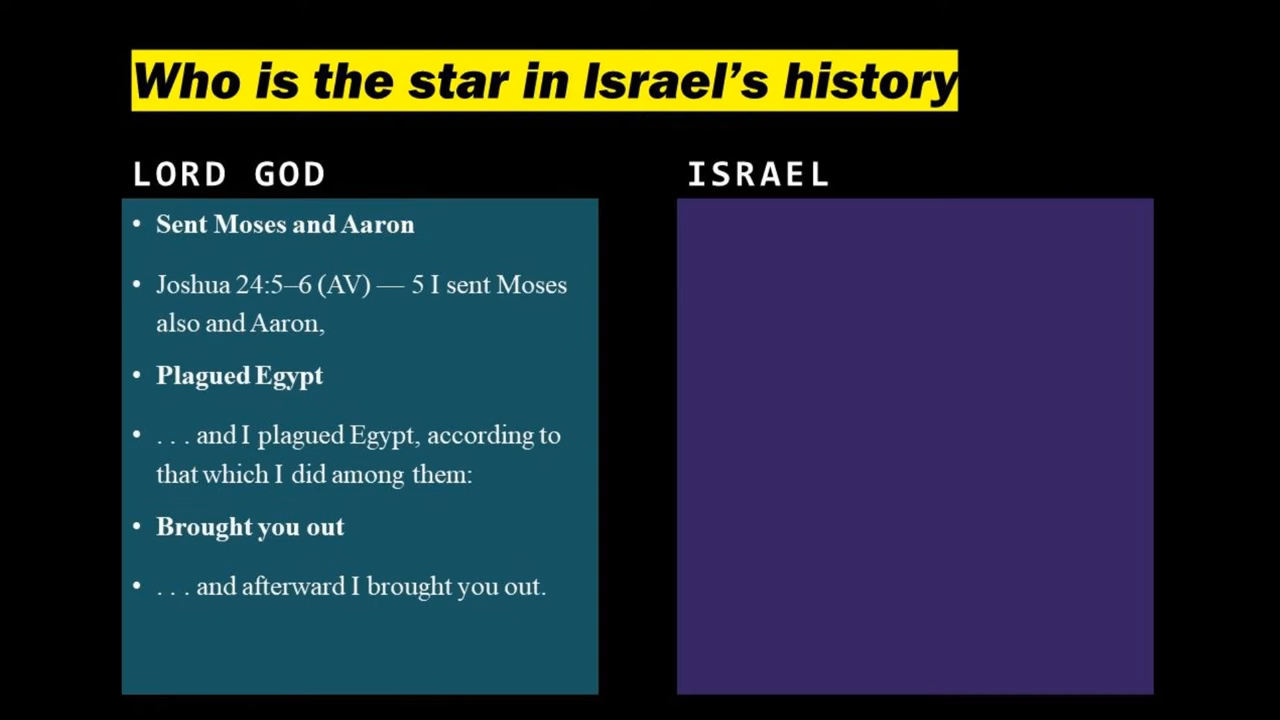 Who is the star in Israel’s history
LORD GOD
• Sent Moses and Aaron
• Joshua 24:5–6 (AV) — 5 I sent Moses
also and Aaron,
• Plagued Egypt
• . . . and I plagued Egypt, according to
that which I did among them:
• Brought you out
• . . . and afterward I brought you out.
ISRAEL